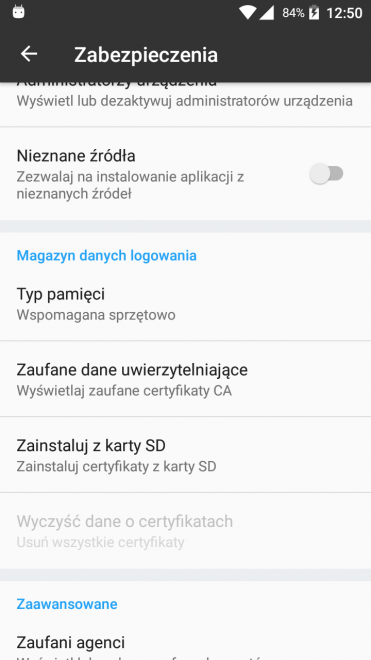 84% 12:50
Zabezpieczenia
Administratorzy urządzenia
Wyświetl lub dezaktywuj administratorów urządzenia
Nieznane źródła
Zezwalaj na instalowanie aplikacji z
nieznanych źródeł
Magazyn danych logowania
Typ pamięci
Wspomagana sprzętowo
Zaufane dane uwierzytelniające
Wyświetlaj zaufane certyfikaty CA
Zainstaluj z karty SD
Zainstaluj certyfikaty z karty SD
Wyczyść dane o certyfikatach
Usuń wszystkie certyfikaty
Zaawansowane
Zaufani agenci